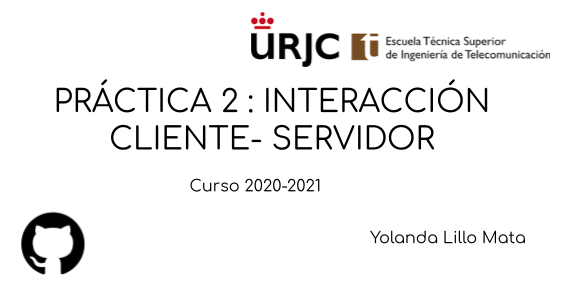 URJC
Escuela Técnica Superior
de Ingeniería de Telecomunicación
PRÁCTICA 2 : INTERACCIÓN
CLIENTE- SERVIDOR
Curso 2020-2021
Yolanda Lillo Mata